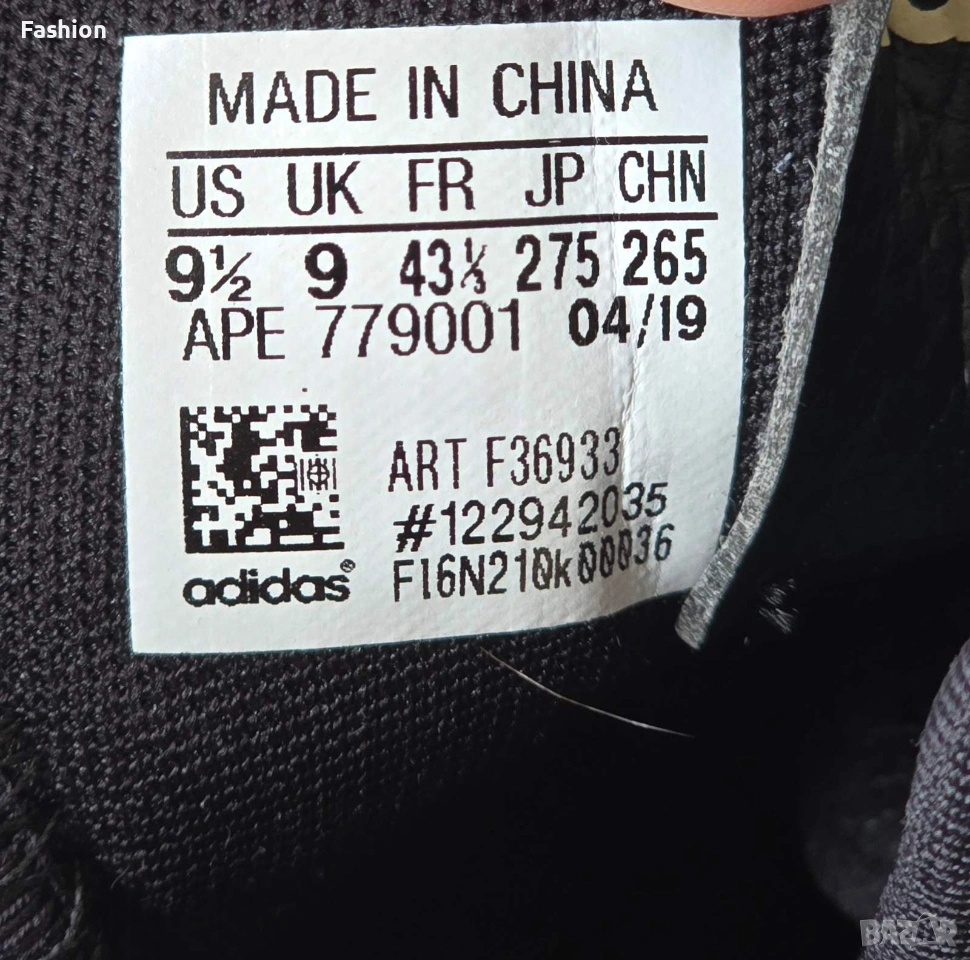 Fashion
MADE IN CHINA
US UK FR JP CHN
9½ 9 43⅓ 275 265
APE 779001 04/19
ART F36933
#122942035
adidas®
F16N210k00036
BAZAR